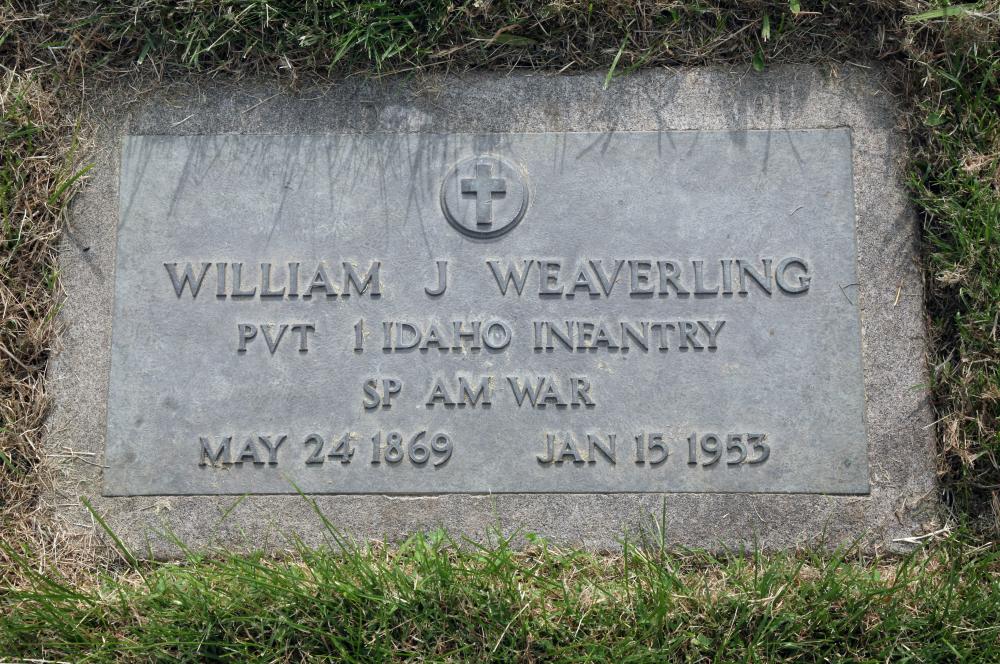 WILLIAM J WEAVERLING
PVT 1 IDAHO INFANTRY
SP AM WAR
MAY 24 1869 JAN 15 1953